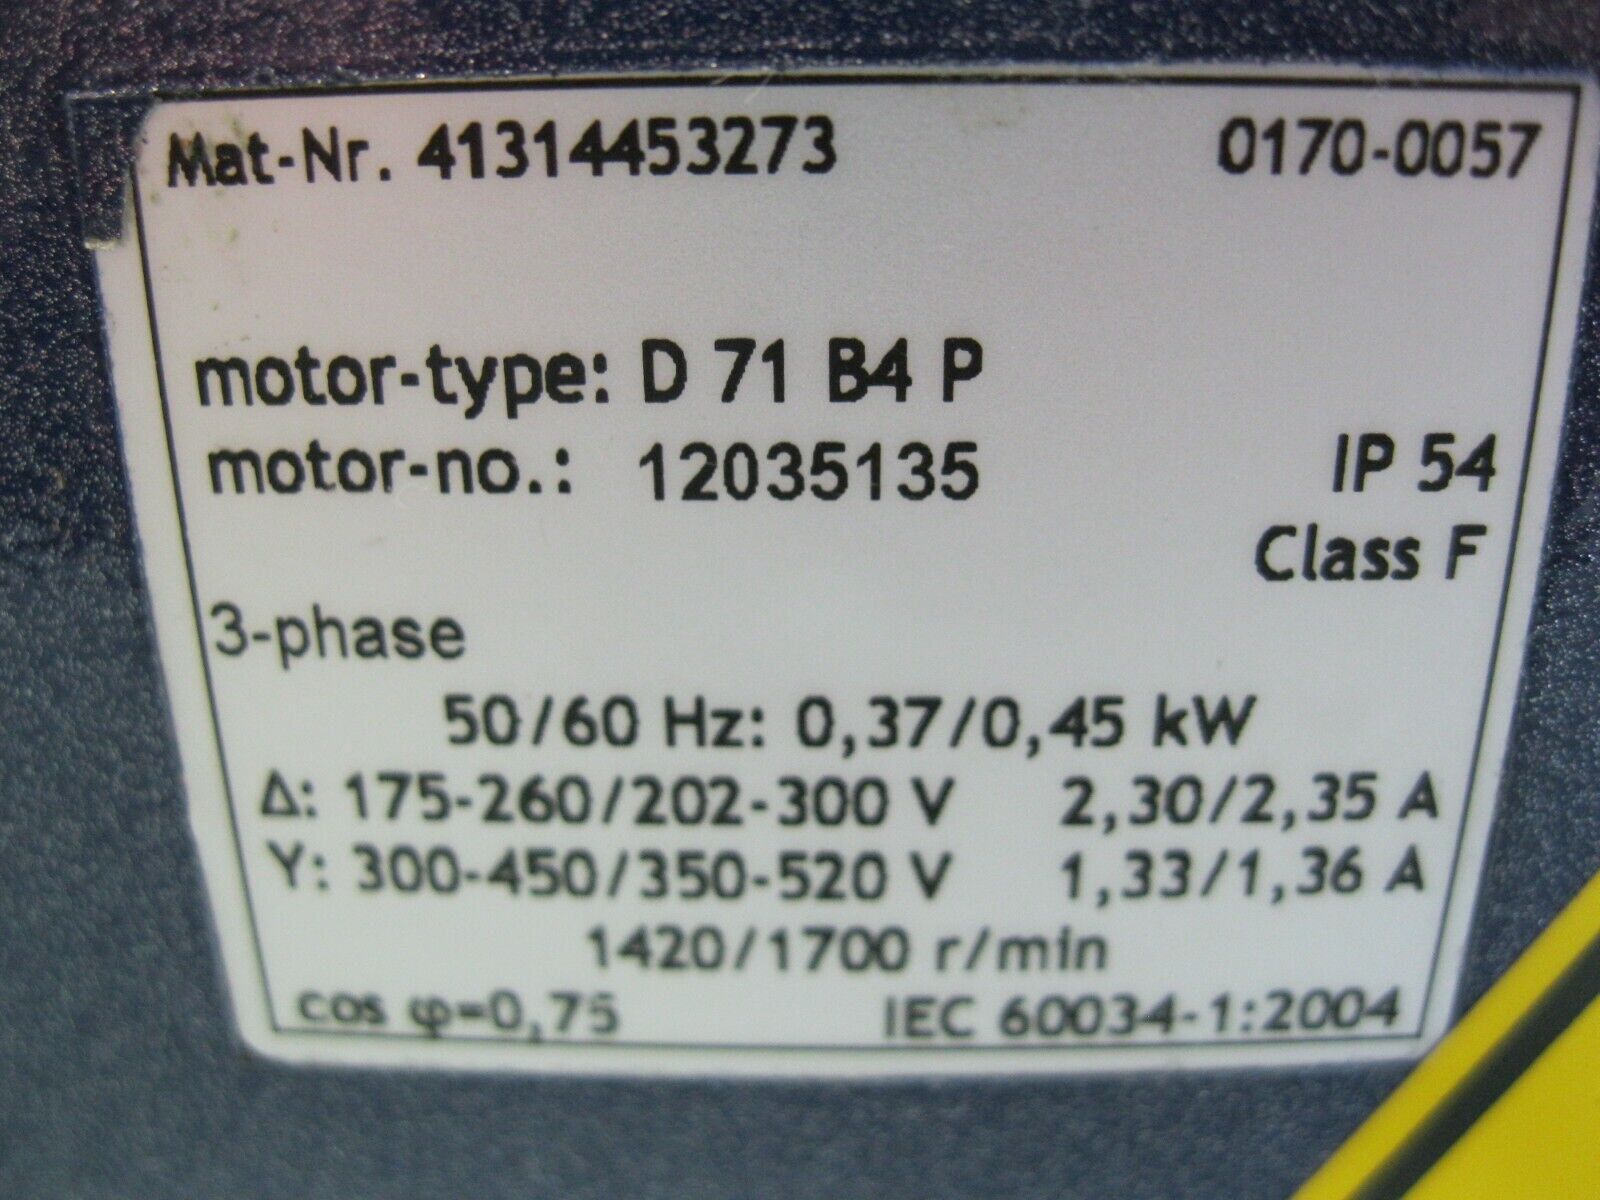 Mat-Nr. 41314453273 0170-0057
motor-type: D 71 B4 P
motor-no.: 12035135 IP 54
Class F
3-phase
50/60 Hz: 0,37/0,45 kW
Δ: 175-260/202-300 V 2,30/2,35 A
Y: 300-450/350-520 V 1,33/1,36 A
1420/1700 r/min
cos φ=0,75 IEC 60034-1:2004